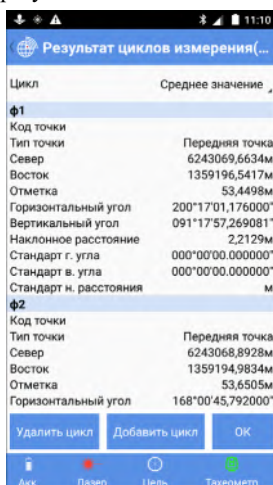 11:10
Результат циклов измерения(...
Цикл Среднее значение
ф1
Код точки
Тип точки Передняя точка
Север 6243069,6634м
Восток 1359196,5417м
Отметка 53,4498м
Горизонтальный угол 200°17'01,176000"
Вертикальный угол 091°17'57,269081"
Наклонное расстояние 2,2129м
Стандарт г. угла 000°00'00.000000"
Стандарт в. угла 000°00'00.000000"
Стандарт н. расстояния м
ф2
Код точки
Тип точки Передняя точка
Север 6243068,8928м
Восток 1359194,9834м
Отметка 53,6505м
Горизонтальный угол 168°00'45,792000"
Удалить цикл Добавить цикл OK
Акк. Лазер Цель Тахеометр